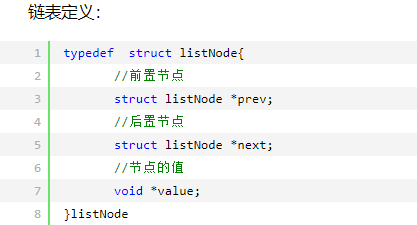 链表定义：
1 typedef  struct listNode{
2 //前置节点
3 struct listNode *prev;
4 //后置节点
5 struct listNode *next;
6 //节点的值
7 void *value;
8 }listNode